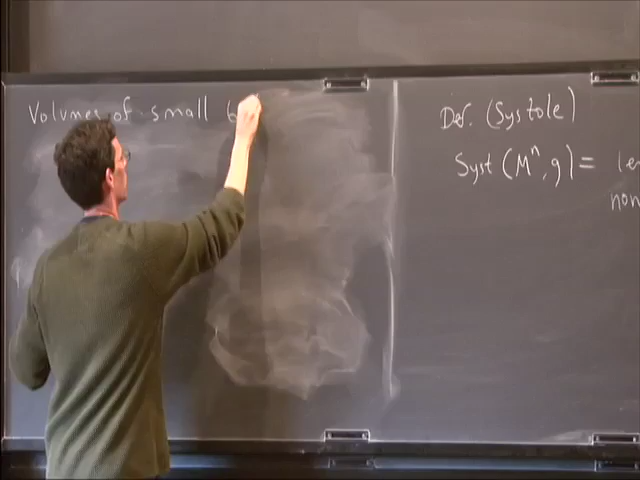 Volumes of small
Def. (Systole)
Syst (Mⁿ, g) = le
non